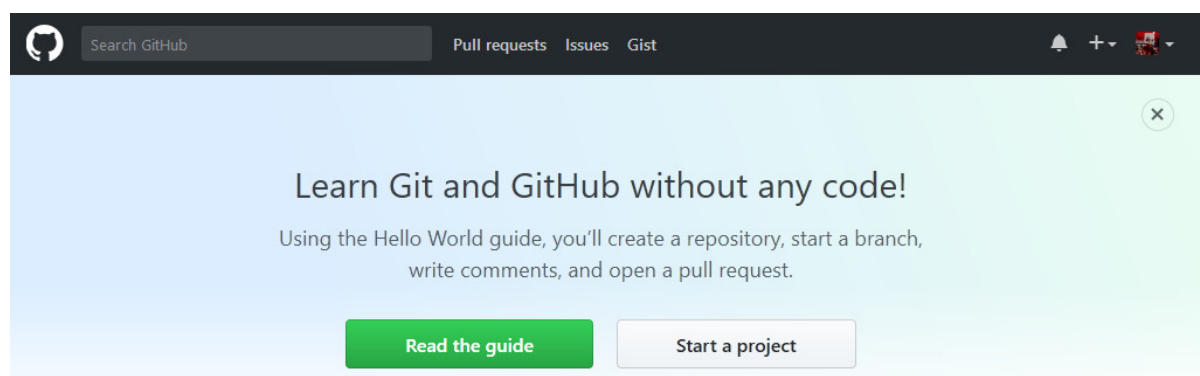 Search GitHub Pull requests Issues Gist
Learn Git and GitHub without any code!
Using the Hello World guide, you’ll create a repository, start a branch,
write comments, and open a pull request.
Read the guide Start a project